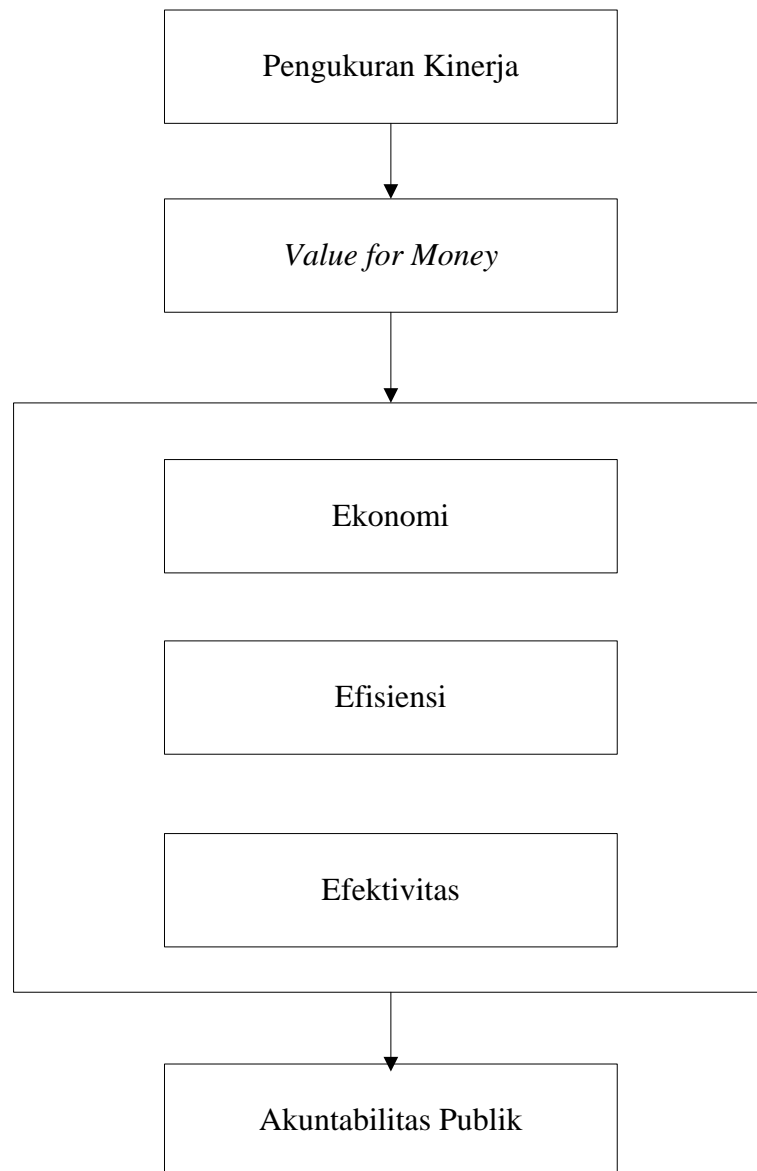 Pengukuran Kinerja
Value for Money
Ekonomi
Efisiensi
Efektivitas
Akuntabilitas Publik